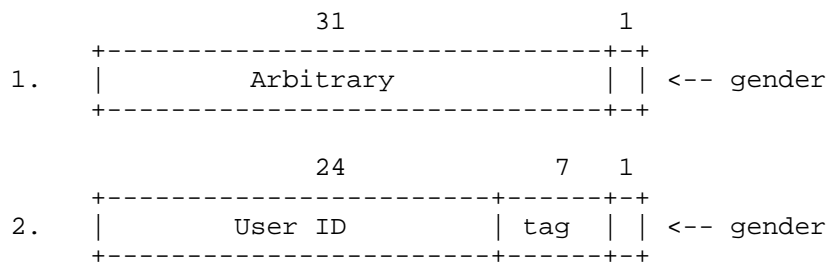 31                   1
      +-------------------------------+-+
1.    |         Arbitrary             | | <-- gender
      +-------------------------------+-+
                     24               7   1
      +------------------------+------+-+
2.    |        User ID         | tag  | | <-- gender
      +------------------------+------+-+